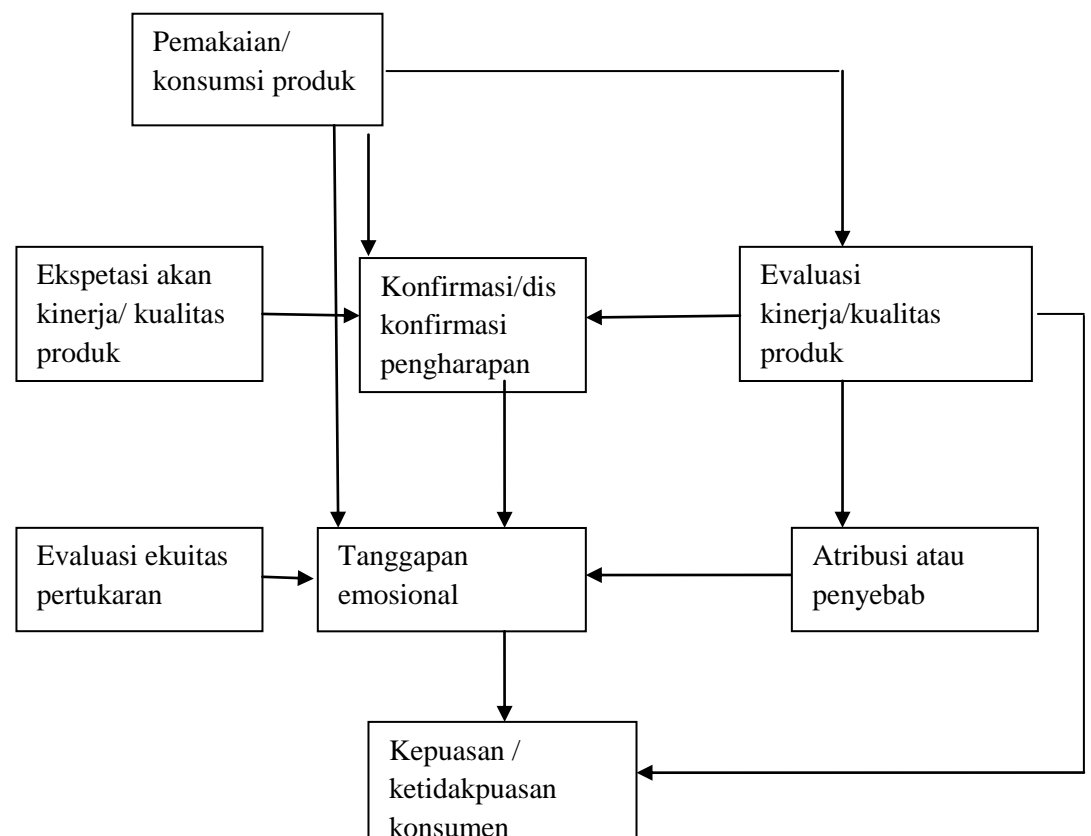 Pemakaian/
konsumsi produk
Ekspetasi akan
kinerja/ kualitas
produk
Konfirmasi/dis
konfirmasi
pengharapan
Evaluasi
kinerja/kualitas
produk
Evaluasi ekuitas
pertukaran
Tanggapan
emosional
Atribusi atau
penyebab
Kepuasan /
ketidakpuasan
konsumen